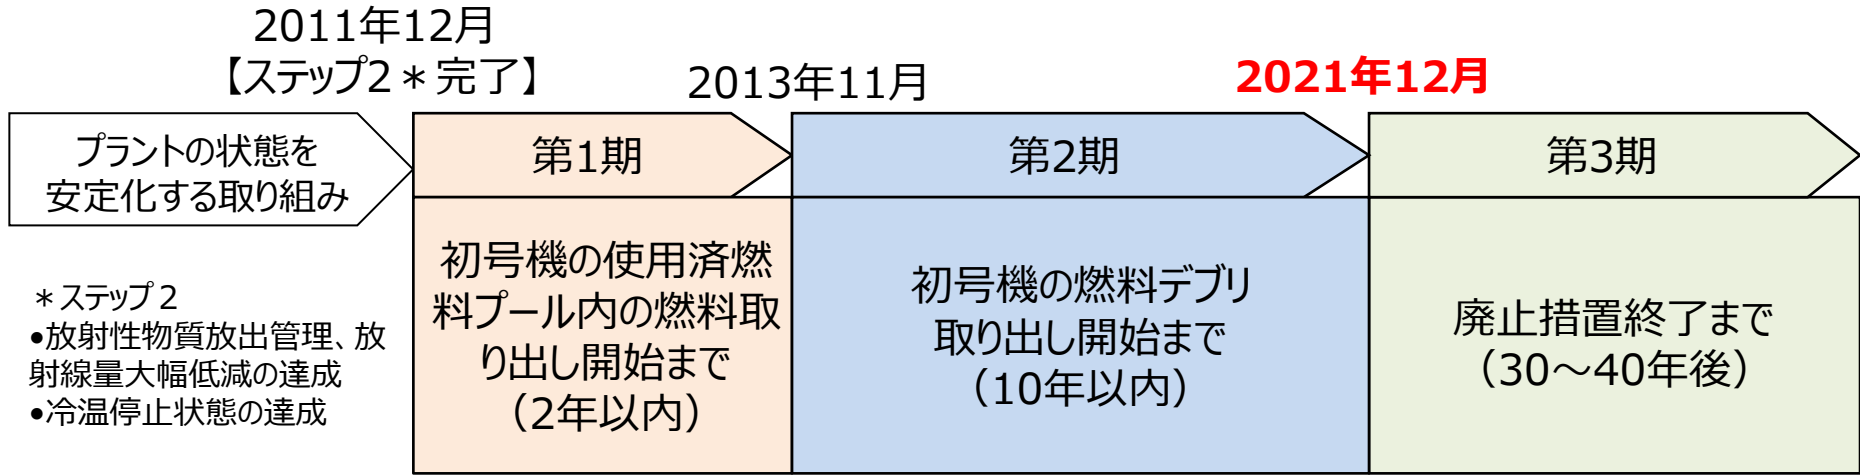 2011年12月
【ステップ2＊完了】
2013年11月
2021年12月
プラントの状態を
安定化する取り組み
第1期
第2期
第3期
＊ステップ２
●放射性物質放出管理、放
射線量大幅低減の達成
●冷温停止状態の達成
初号機の使用済燃
料プール内の燃料取
り出し開始まで
（2年以内）
初号機の燃料デブリ
取り出し開始まで
（10年以内）
廃止措置終了まで
（30～40年後）